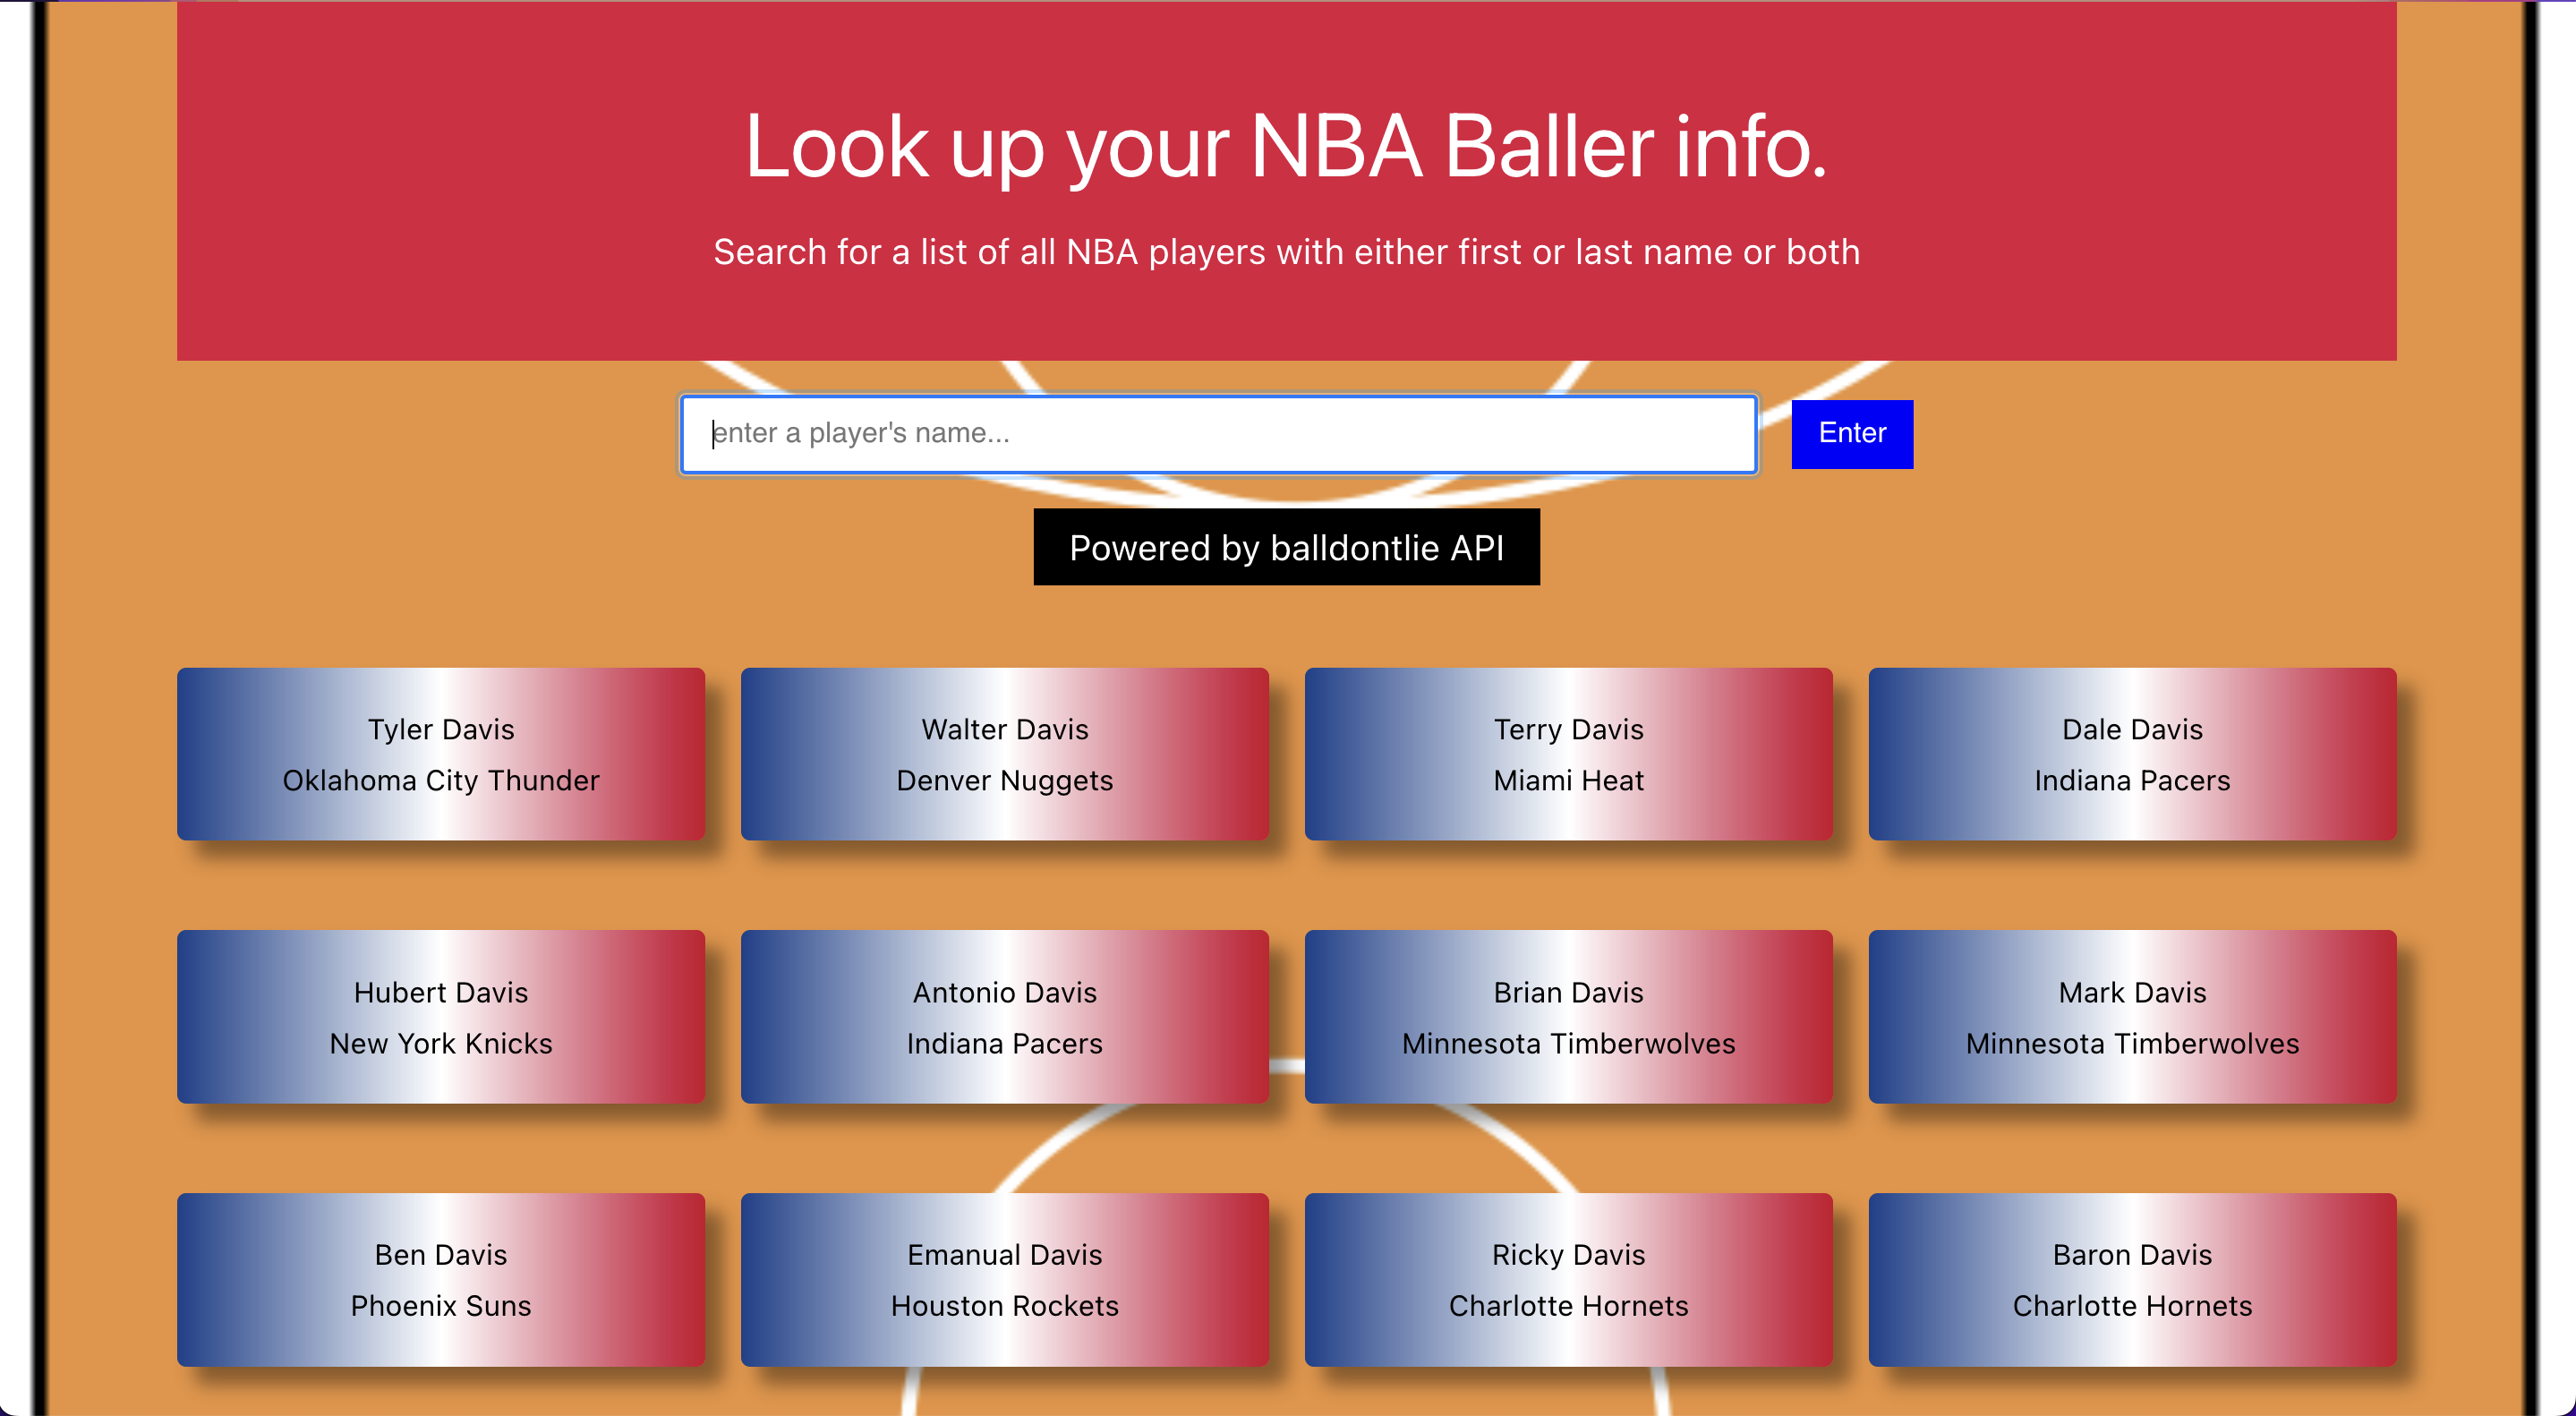 Look up your NBA Baller info.
Search for a list of all NBA players with either first or last name or both
enter a player's name...
Enter
Powered by balldontlie API
Tyler Davis
Oklahoma City Thunder
Walter Davis
Denver Nuggets
Terry Davis
Miami Heat
Dale Davis
Indiana Pacers
Hubert Davis
New York Knicks
Antonio Davis
Indiana Pacers
Brian Davis
Minnesota Timberwolves
Mark Davis
Minnesota Timberwolves
Ben Davis
Phoenix Suns
Emanual Davis
Houston Rockets
Ricky Davis
Charlotte Hornets
Baron Davis
Charlotte Hornets